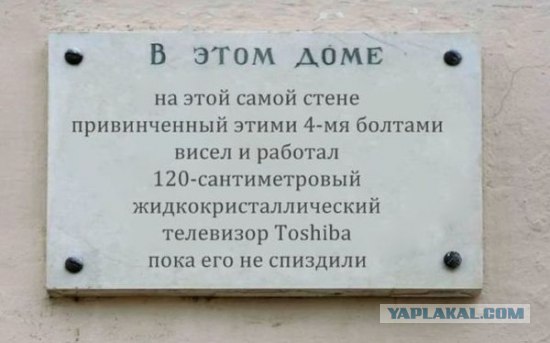 В ЭТОМ ДОМЕ
на этой самой стене
привинченный этими 4-мя болтами
висел и работал
120-сантиметровый
жидкокристаллический
телевизор Toshiba
пока его не спиздили
YAPLAKAL.COM